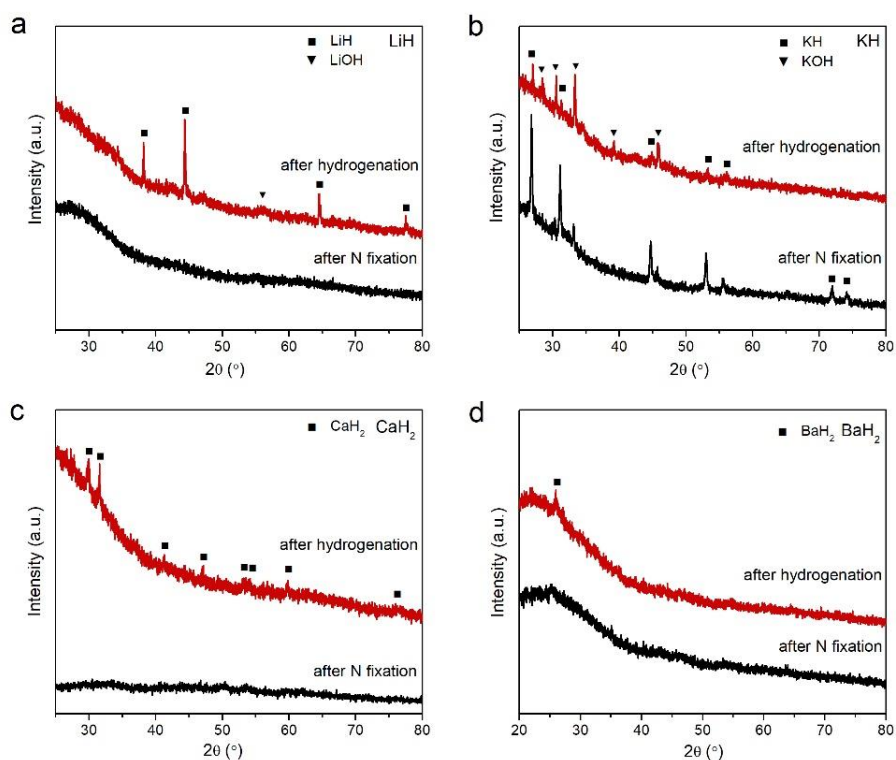 a
■ LiH LiH
▼ LiOH
after hydrogenation
after N fixation
Intensity (a.u.)
30 40 50 60 70 80
2θ (°)
b
■ KH KH
▼ KOH
after hydrogenation
after N fixation
Intensity (a.u.)
30 40 50 60 70 80
2θ (°)
c
■ CaH₂ CaH₂
after hydrogenation
after N fixation
Intensity (a.u.)
30 40 50 60 70 80
2θ (°)
d
■ BaH₂ BaH₂
after hydrogenation
after N fixation
Intensity (a.u.)
20 30 40 50 60 70 80
2θ (°)